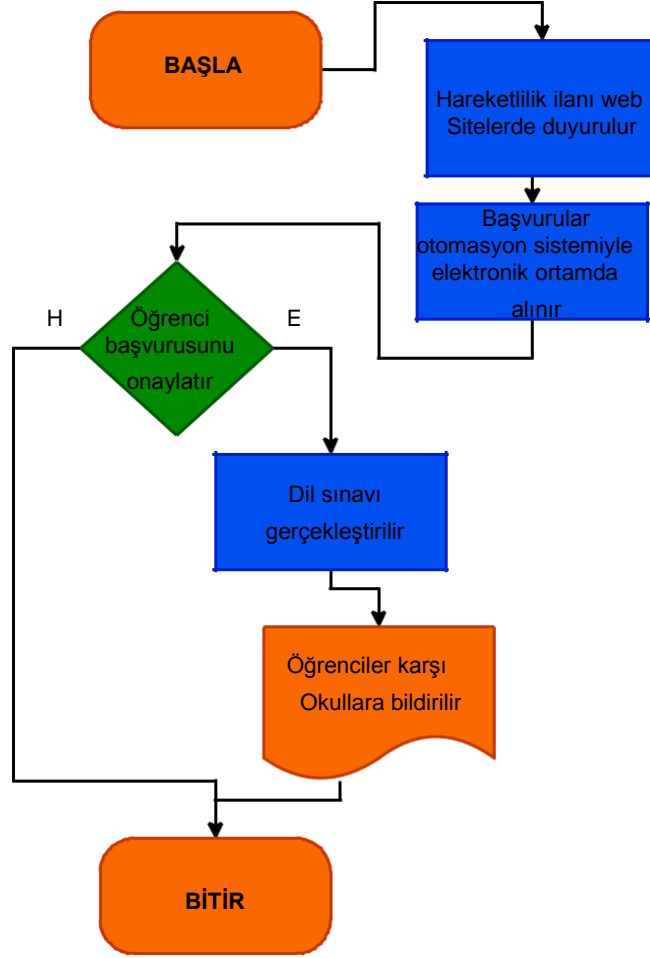 BAŞLA
Hareketlilik ilanı web
Sitelerde duyurulur
Başvurular
otomasyon sistemiyle
elektronik ortamda
alınır
H
Öğrenci
başvurusunu
onaylatır
E
Dil sınavı
gerçekleştirilir
Öğrenciler karşı
Okullara bildirilir
BİTİR